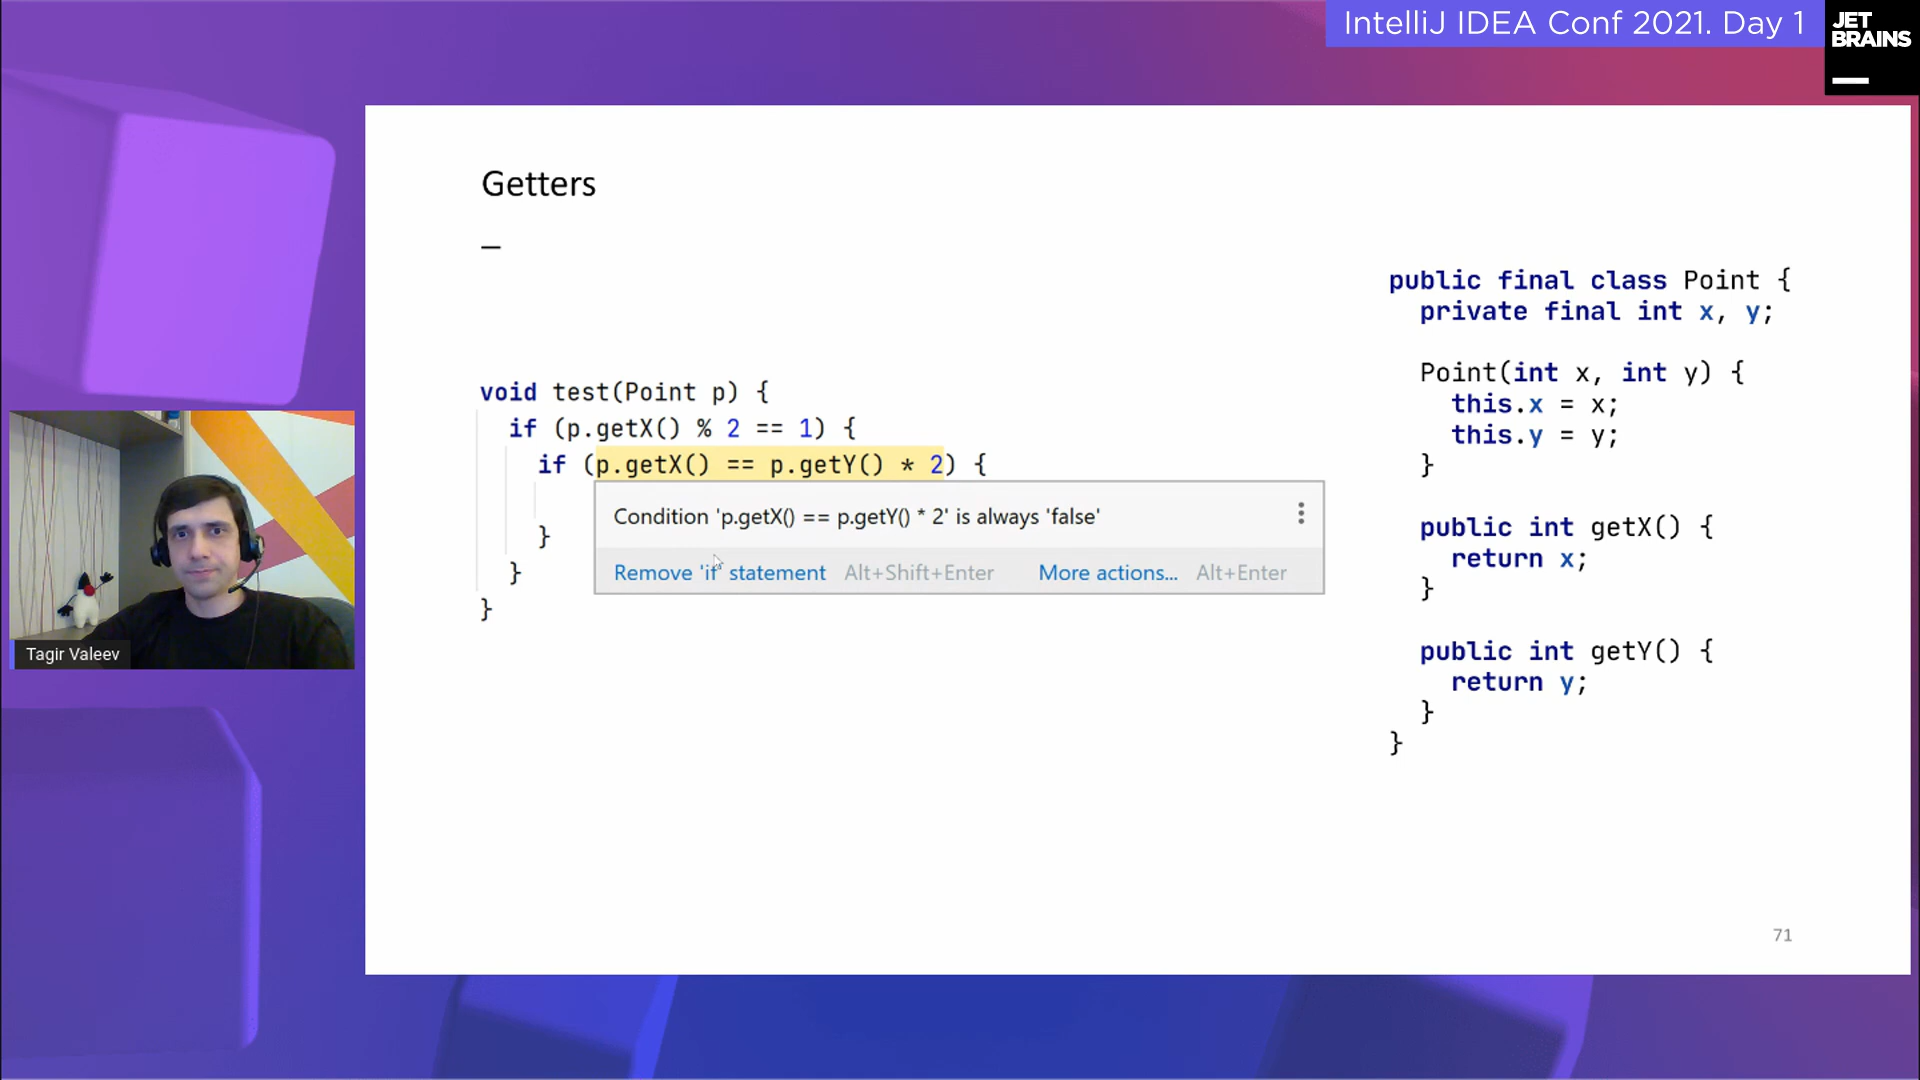 IntelliJ IDEA Conf 2021. Day 1
JET
BRAINS
Getters
void test(Point p) {
if (p.getX() % 2 == 1) {
if (p.getX() == p.getY() * 2) {
Condition 'p.getX() == p.getY() * 2' is always 'false'
Remove 'if' statement Alt+Shift+Enter More actions... Alt+Enter
}
}
}
public final class Point {
private final int x, y;
Point(int x, int y) {
this.x = x;
this.y = y;
}
public int getX() {
return x;
}
public int getY() {
return y;
}
}
Tagir Valeev
71